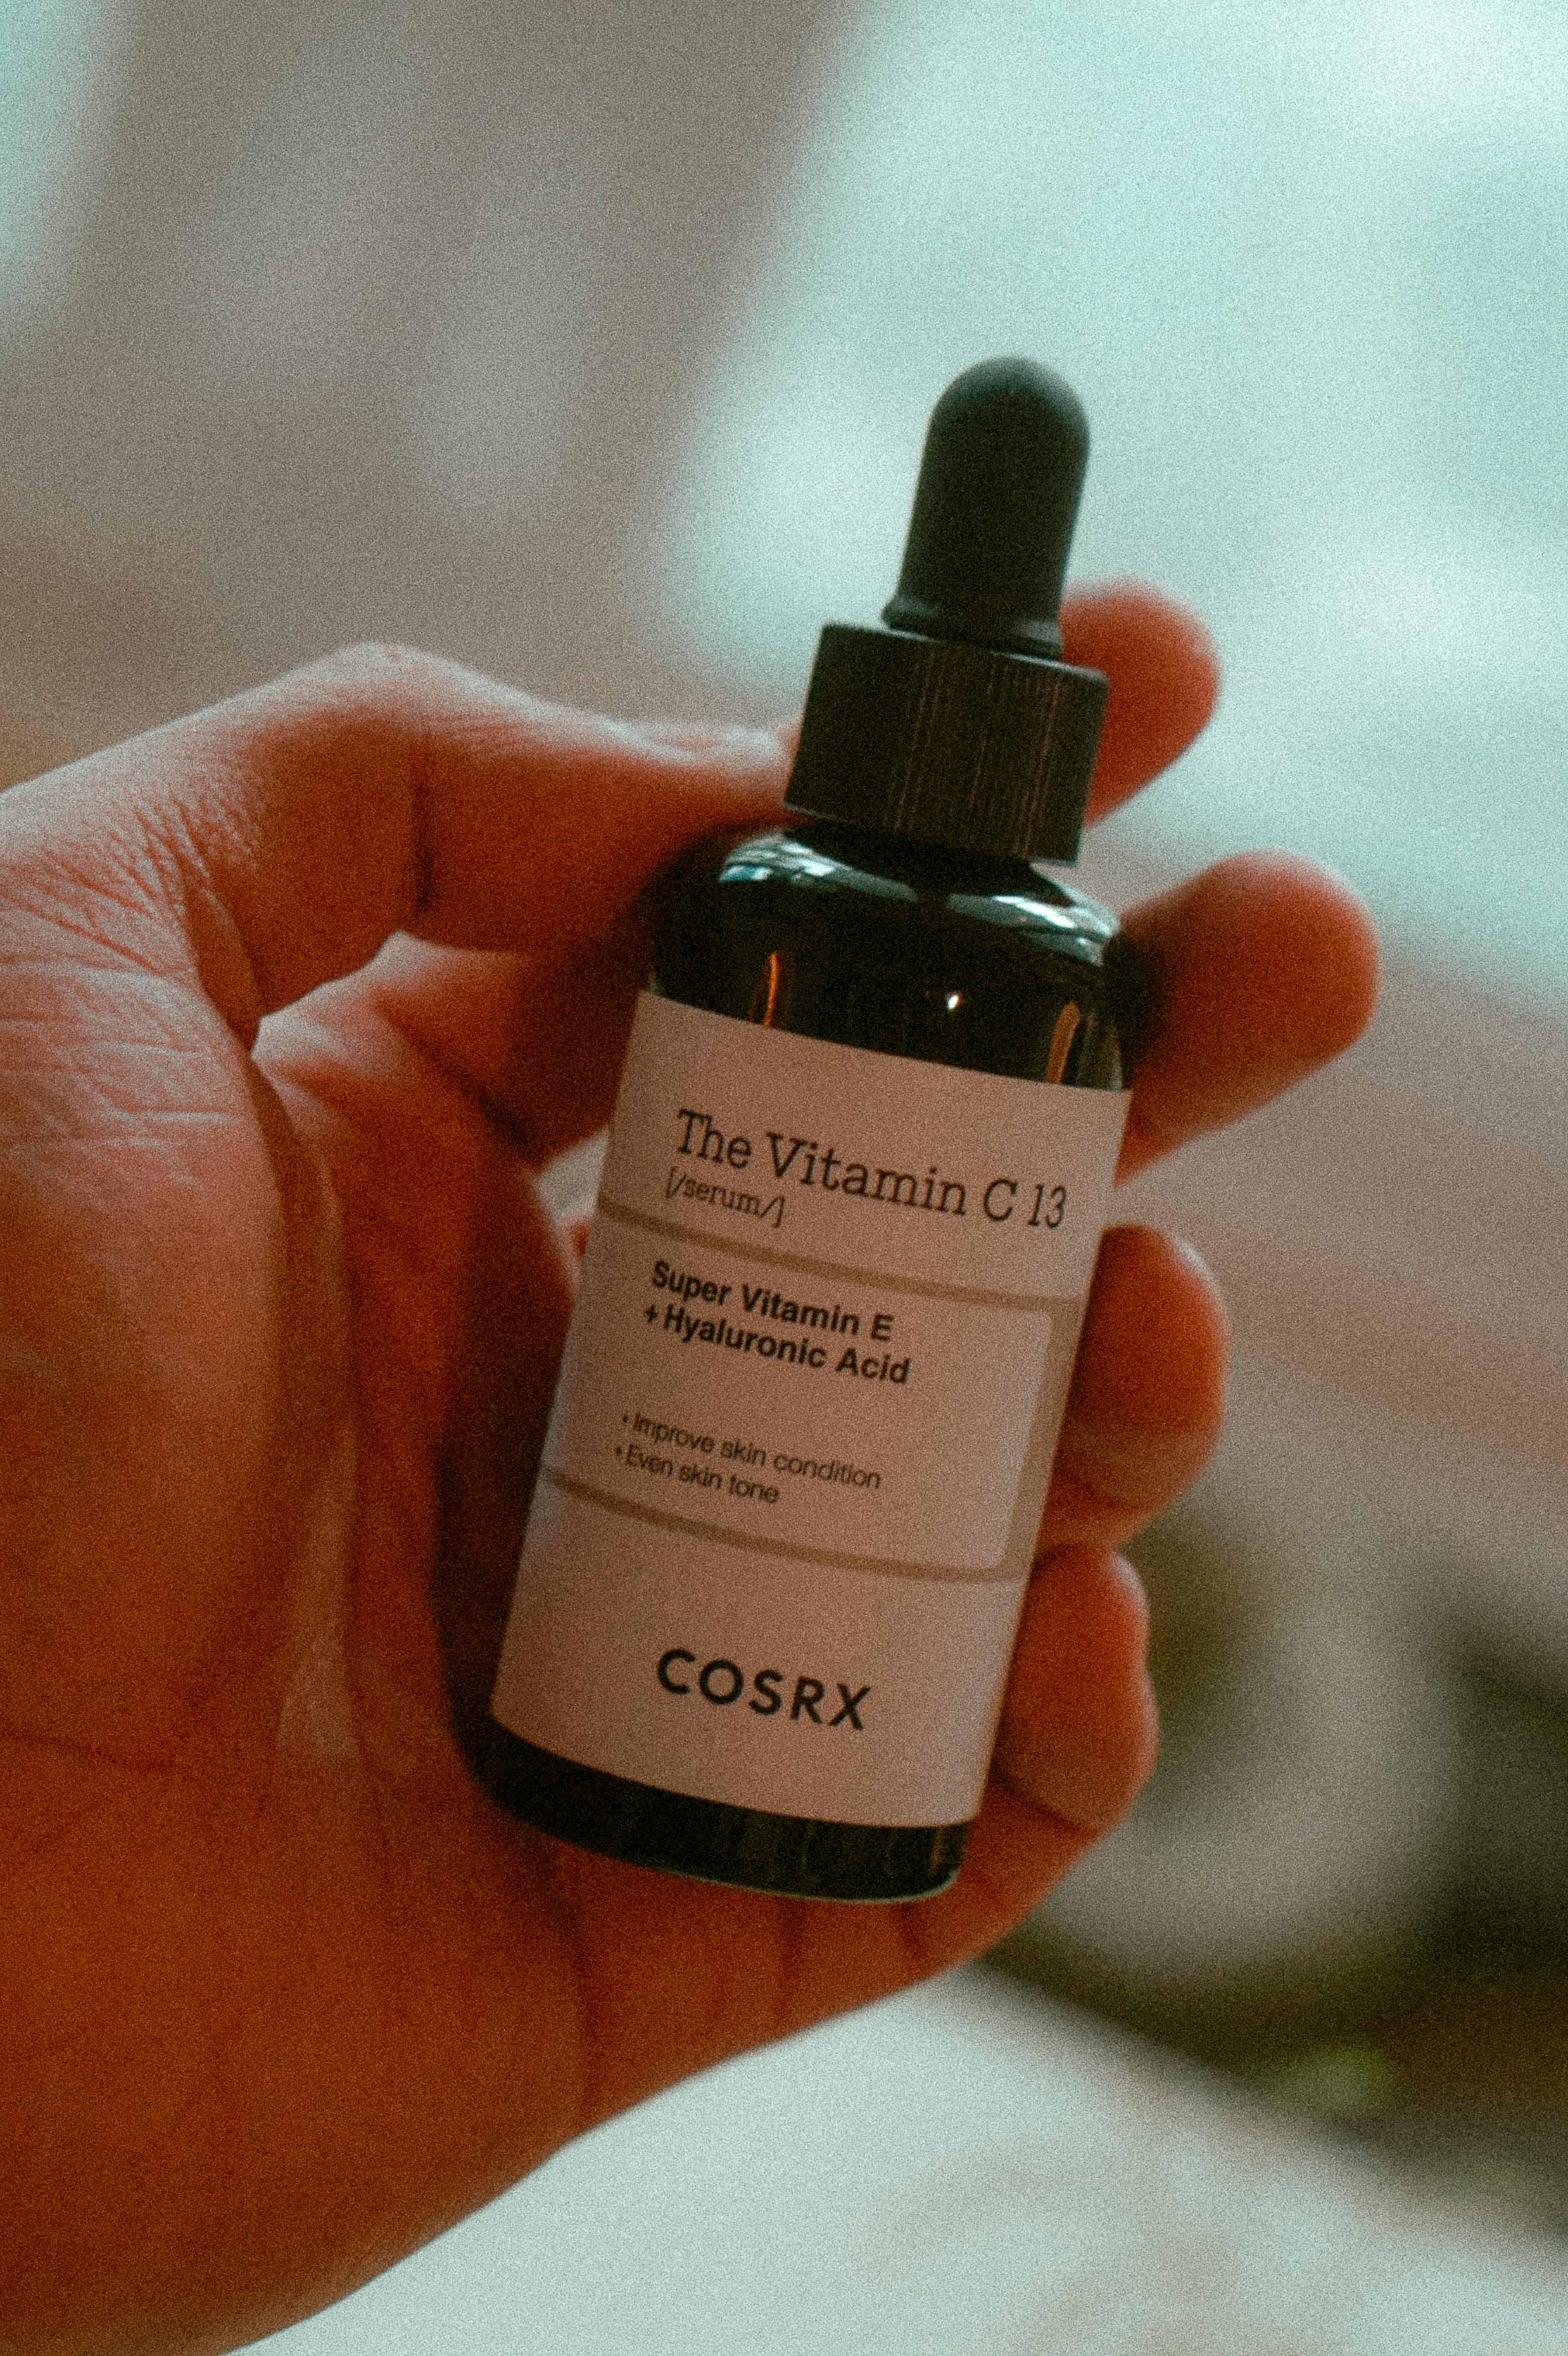 The Vitamin C 13
[/serum/]
Super Vitamin E
+Hyaluronic Acid
• Improve skin condition
• Even skin tone
COSRX